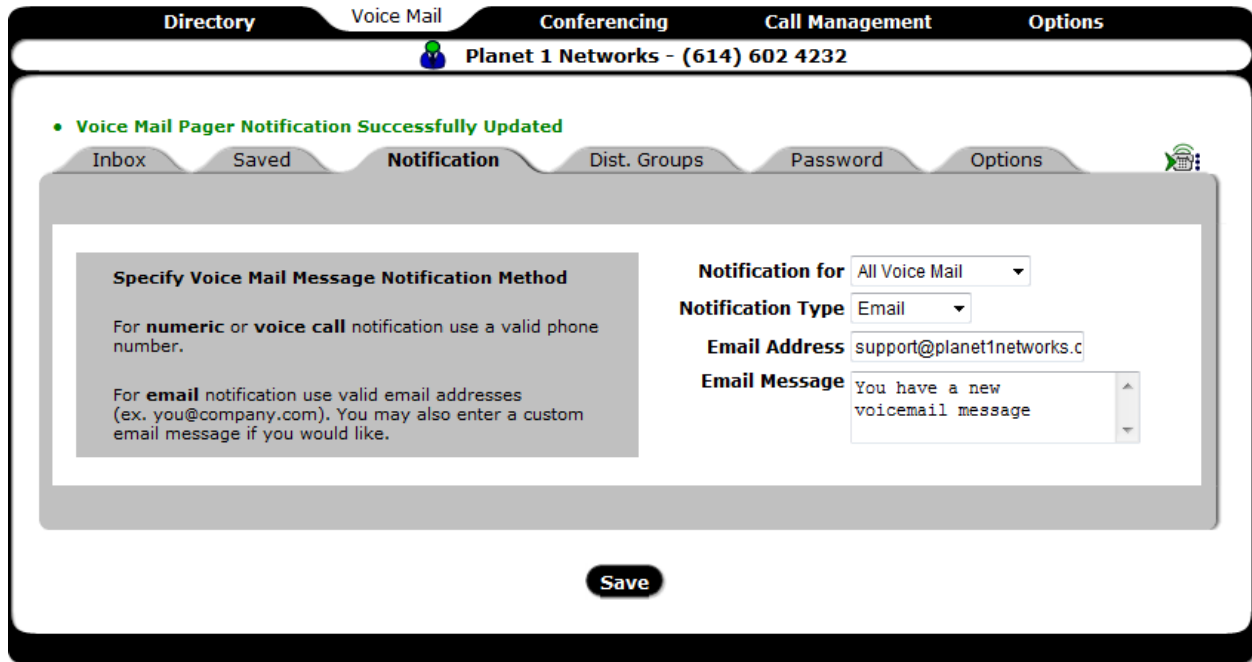 Directory Voice Mail Conferencing Call Management Options
Planet 1 Networks - (614) 602 4232
• Voice Mail Pager Notification Successfully Updated
Inbox Saved Notification Dist. Groups Password Options
Specify Voice Mail Message Notification Method
For numeric or voice call notification use a valid phone
number.
For email notification use valid email addresses
(ex. you@company.com). You may also enter a custom
email message if you would like.
Notification for All Voice Mail
Notification Type Email
Email Address support@planet1networks.c
Email Message You have a new
voicemail message
Save